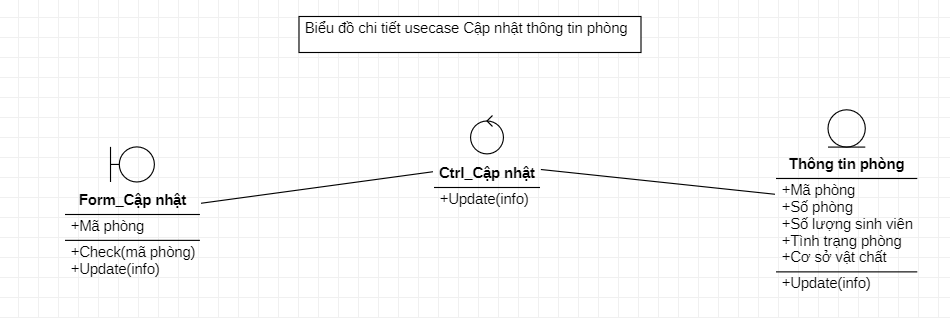 Biểu đồ chi tiết usecase Cập nhật thông tin phòng
Form_Cập nhật
+Mã phòng
+Check(mã phòng)
+Update(info)
Ctrl_Cập nhật
+Update(info)
Thông tin phòng
+Mã phòng
+Số phòng
+Số lượng sinh viên
+Tình trạng phòng
+Cơ sở vật chất
+Update(info)